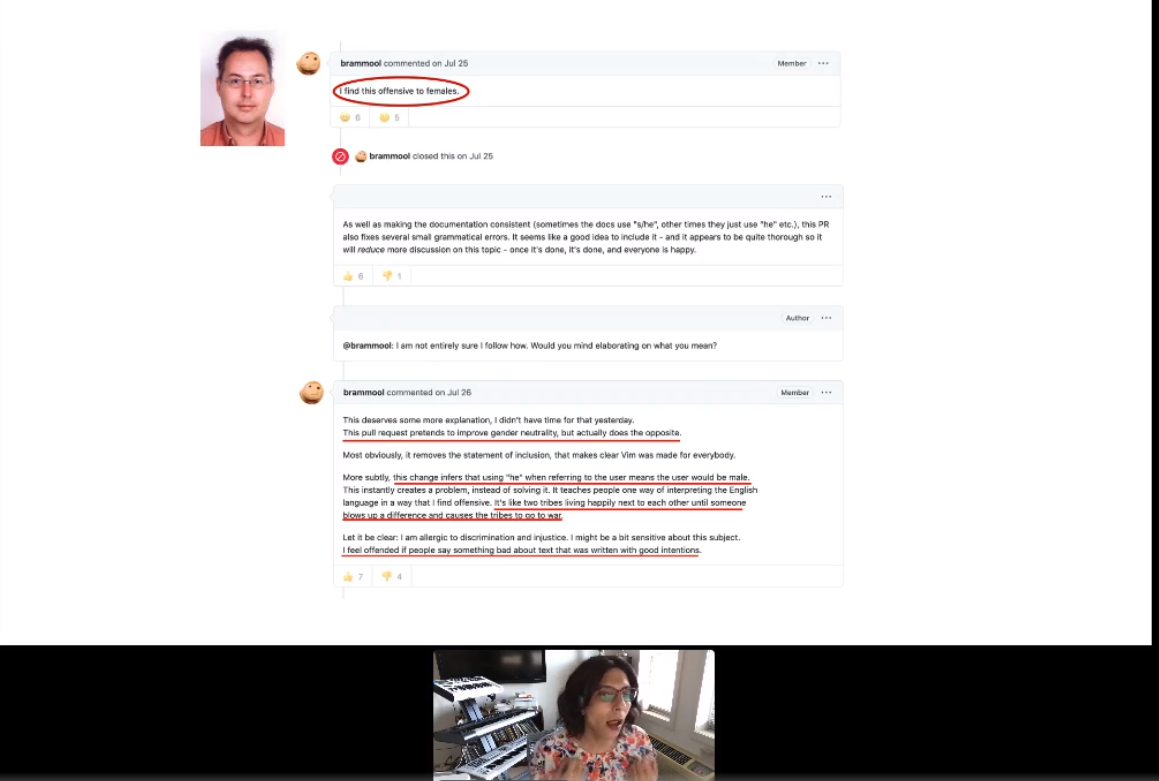 brammool commented on Jul 25
Member
I find this offensive to females.
6
5
brammool closed this on Jul 25
As well as making the documentation consistent (sometimes the docs use "s/he", other times they just use "he" etc.), this PR
also fixes several small grammatical errors. It seems like a good idea to include it - and it appears to be quite thorough so it
will reduce more discussion on this topic - once it's done, it's done, and everyone is happy.
6
1
Author
@brammool: I am not entirely sure I follow how. Would you mind elaborating on what you mean?
brammool commented on Jul 26
Member
This deserves some more explanation, I didn't have time for that yesterday.
This pull request pretends to improve gender neutrality, but actually does the opposite.
Most obviously, it removes the statement of inclusion, that makes clear Vim was made for everybody.
More subtly, this change infers that using "he" when referring to the user means the user would be male.
This instantly creates a problem, instead of solving it. It teaches people one way of interpreting the English
language in a way that I find offensive. It's like two tribes living happily next to each other until someone
blows up a difference and causes the tribes to go to war.
Let it be clear: I am allergic to discrimination and injustice. I might be a bit sensitive about this subject.
I feel offended if people say something bad about text that was written with good intentions.
7
4